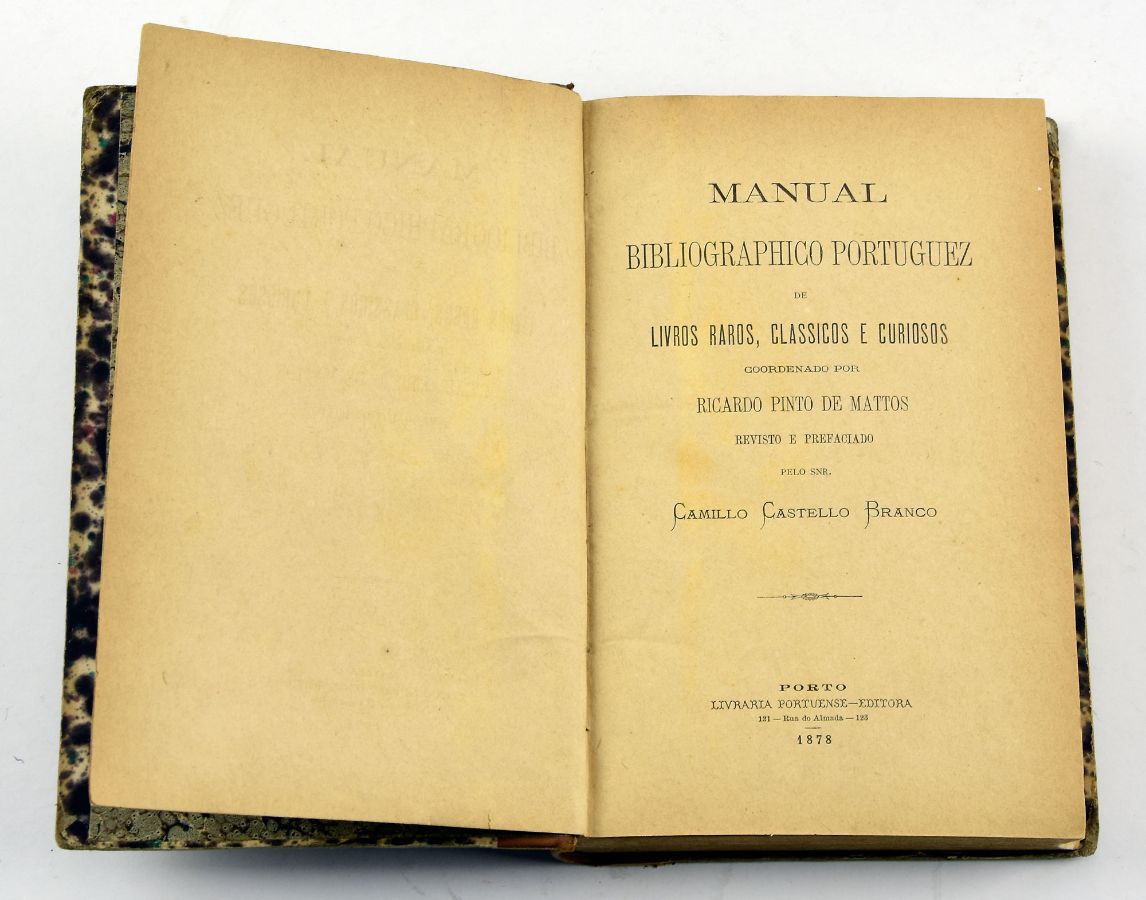 MANUAL
BIBLIOGRAPHICO PORTUGUEZ
DE
LIVROS RAROS, CLASSICOS E CURIOSOS
COORDENADO POR
RICARDO PINTO DE MATTOS
REVISTO E PREFACIADO
PELO SNR.
CAMILLO CASTELLO BRANCO
PORTO
LIVRARIA PORTUENSE—EDITORA
121 — Rua do Almada — 123
1878